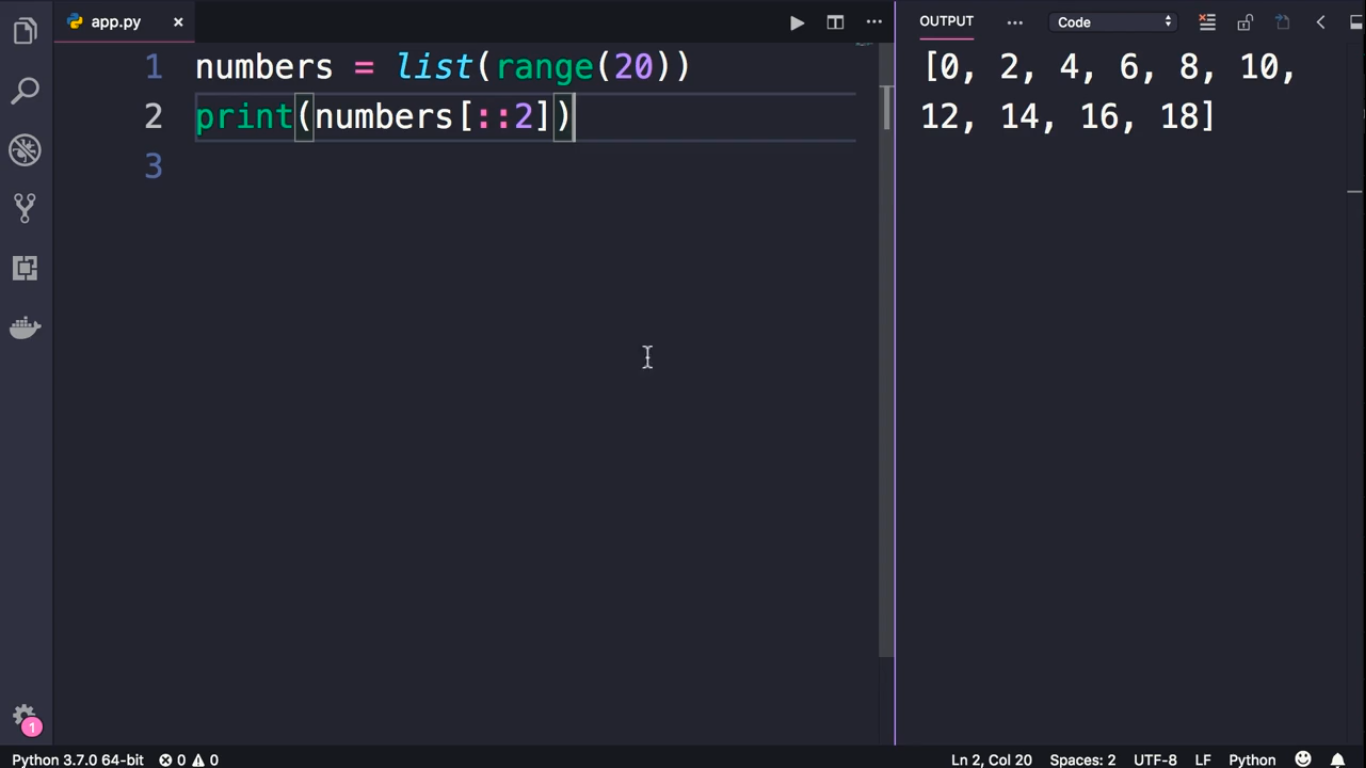 app.py
OUTPUT
Code
1 numbers = list(range(20))
2 print(numbers[::2])
3
[0, 2, 4, 6, 8, 10,
12, 14, 16, 18]
1
Python 3.7.0 64-bit 0 0 Ln 2, Col 20 Spaces: 2 UTF-8 LF Python